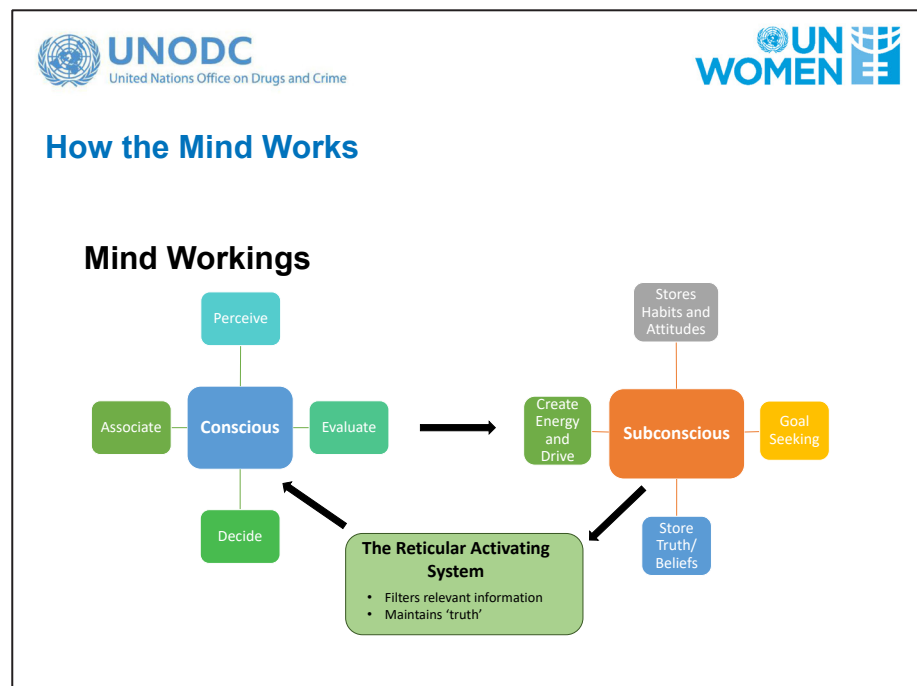 UNODC
United Nations Office on Drugs and Crime
UN
WOMEN
How the Mind Works
Mind Workings
Perceive
Associate
Conscious
Evaluate
Decide
Stores
Habits and
Attitudes
Create
Energy
and
Drive
Subconscious
Goal
Seeking
Store
Truth/
Beliefs
The Reticular Activating
System
• Filters relevant information
• Maintains ‘truth’